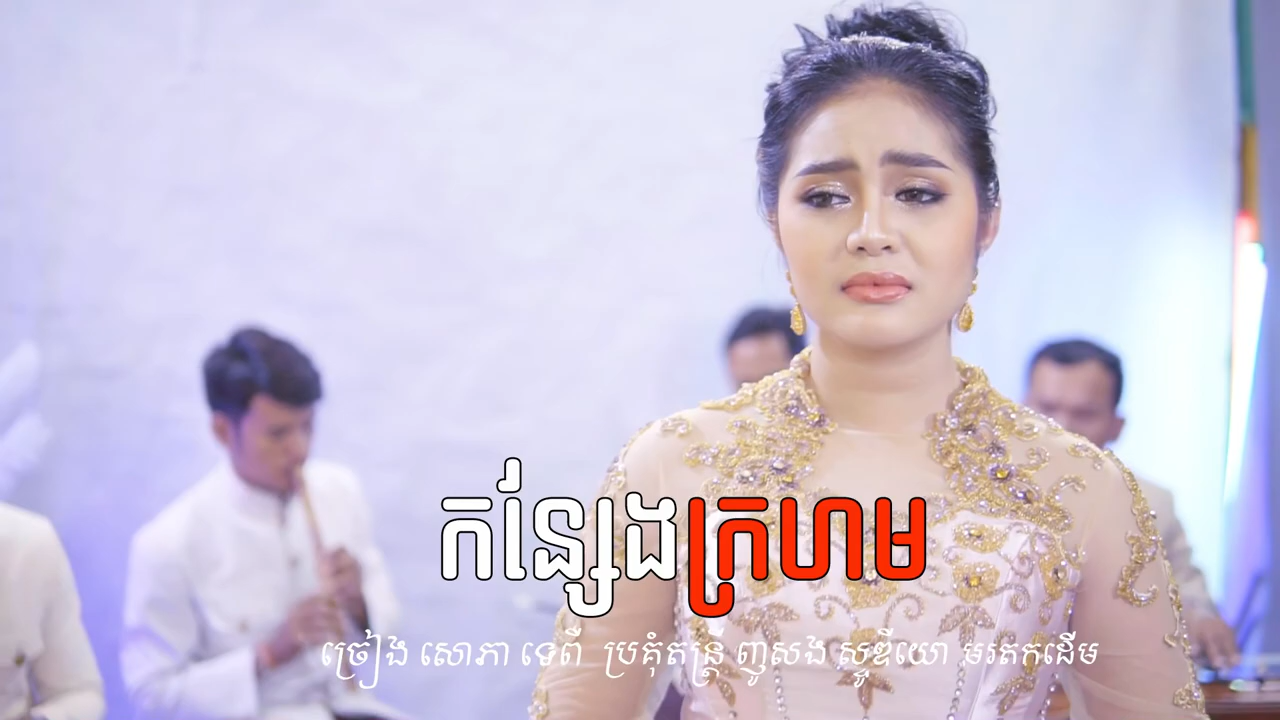 កន្សែងក្រហម
ច្រៀង សោភា ទេពី ប្រគុំតន្ត្រី ញូសង ស្ទូឌីយោ មរតកដើម